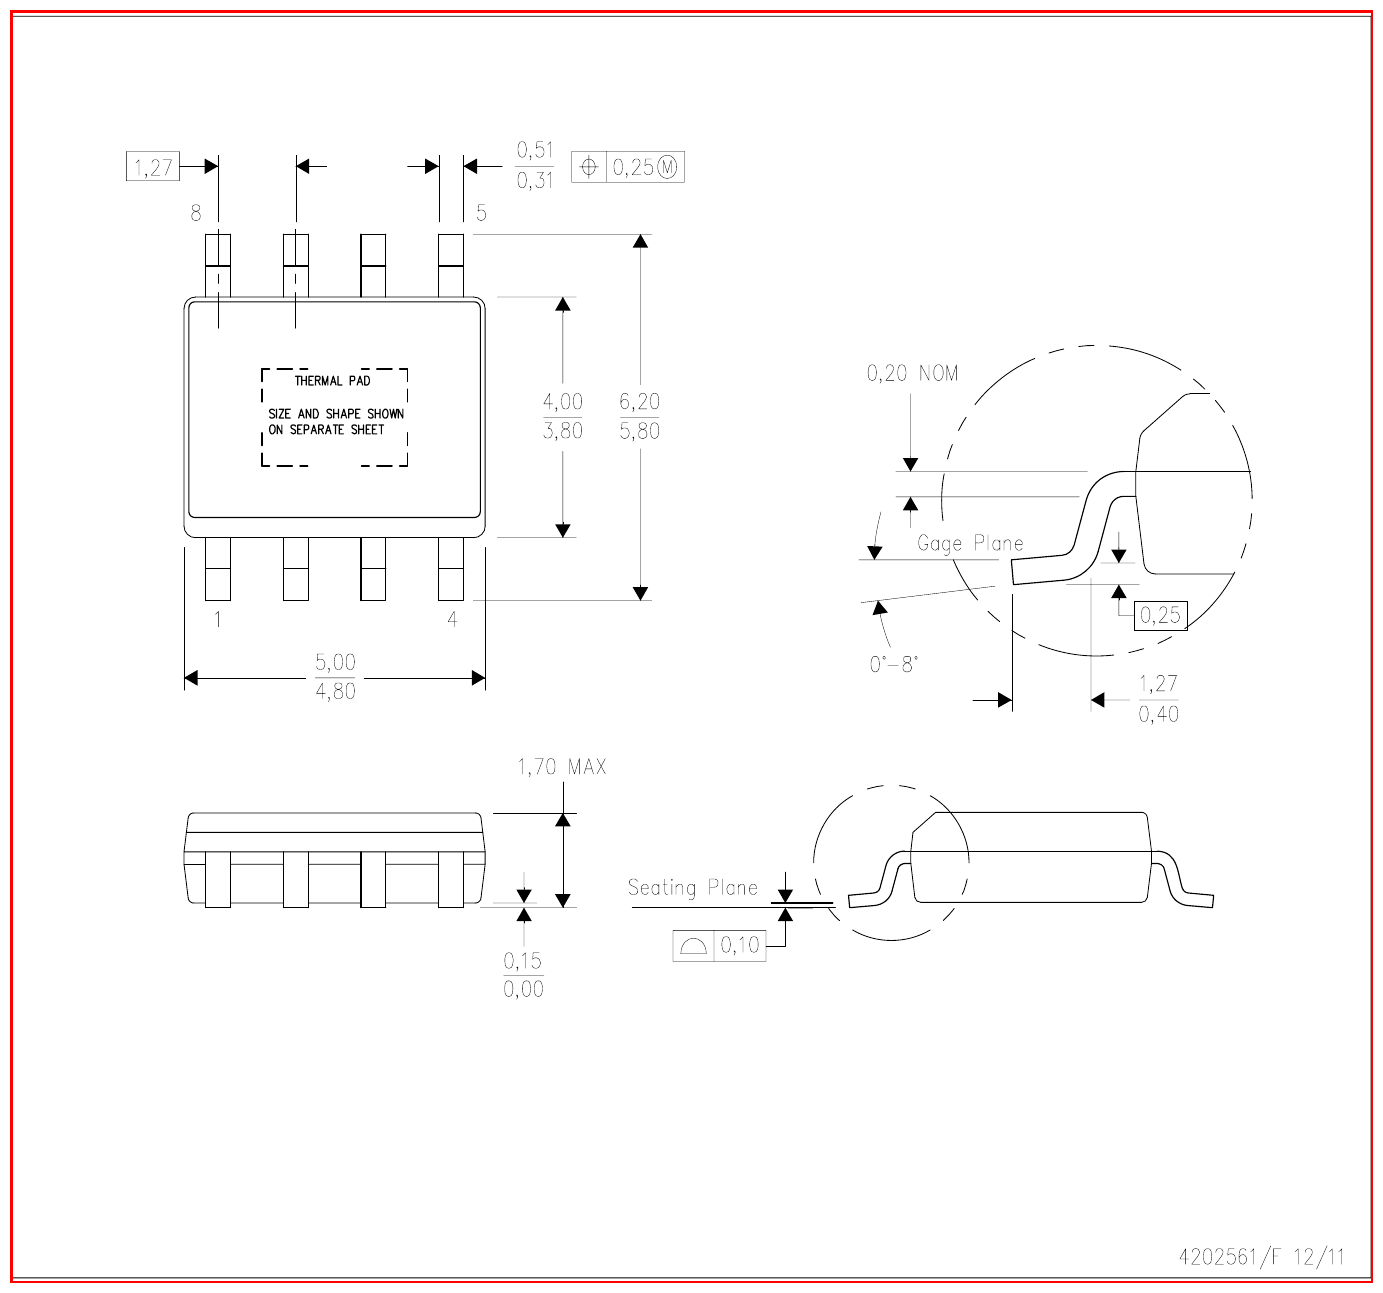 1,27
0,51
0,31
0,25 Ⓜ
8
5
THERMAL PAD
SIZE AND SHAPE SHOWN
ON SEPARATE SHEET
4,00
3,80
6,20
5,80
1
4
5,00
4,80
0,20 NOM
Gage Plane
0,25
0°–8°
1,27
0,40
1,70 MAX
0,15
0,00
Seating Plane
0,10
4202561/F 12/11